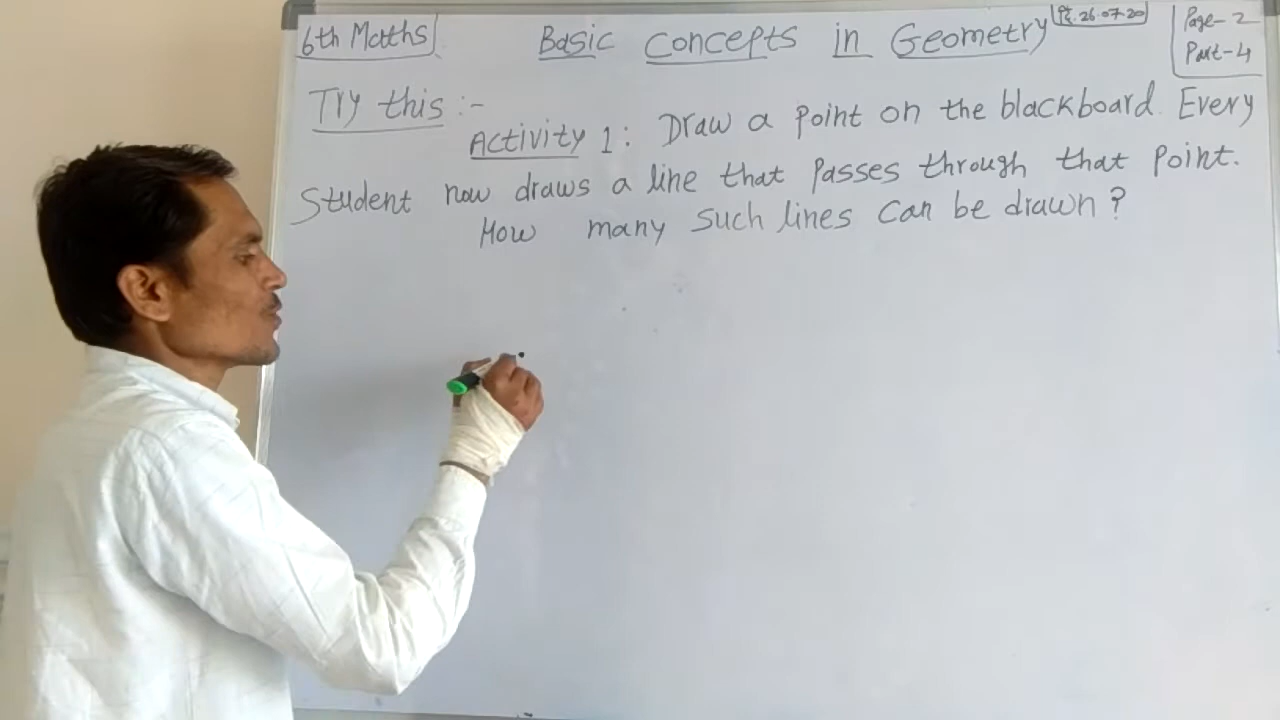 6th Maths
Basic Concepts in Geometry
दि. 26.07.20
Page-2
Part-4
Try this :-
Activity 1: Draw a point on the blackboard. Every
Student now draws a line that passes through that point.
How many such lines can be drawn?